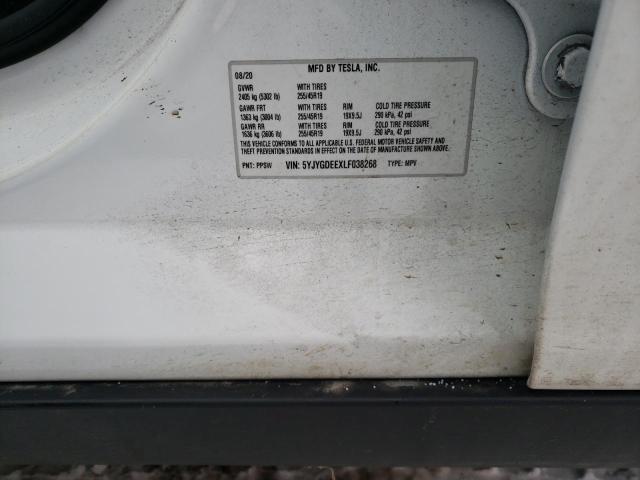 MFD BY TESLA, INC.
08/20
GVWR WITH TIRES
2405 kg (5302 lb) 255/45R19
GAWR FRT WITH TIRES RIM COLD TIRE PRESSURE
1363 kg (3004 lb) 255/45R19 19X9.5J 290 kPa, 42 psi
GAWR RR WITH TIRES RIM COLD TIRE PRESSURE
1636 kg (3606 lb) 255/45R19 19X9.5J 290 kPa, 42 psi
THIS VEHICLE CONFORMS TO ALL APPLICABLE U.S. FEDERAL MOTOR VEHICLE SAFETY
AND THEFT PREVENTION STANDARDS IN EFFECT ON THE DATE OF MANUFACTURE SHOWN ABOVE.
PNT: PPSW VIN: 5YJYGDEEXLF038268 TYPE: MPV